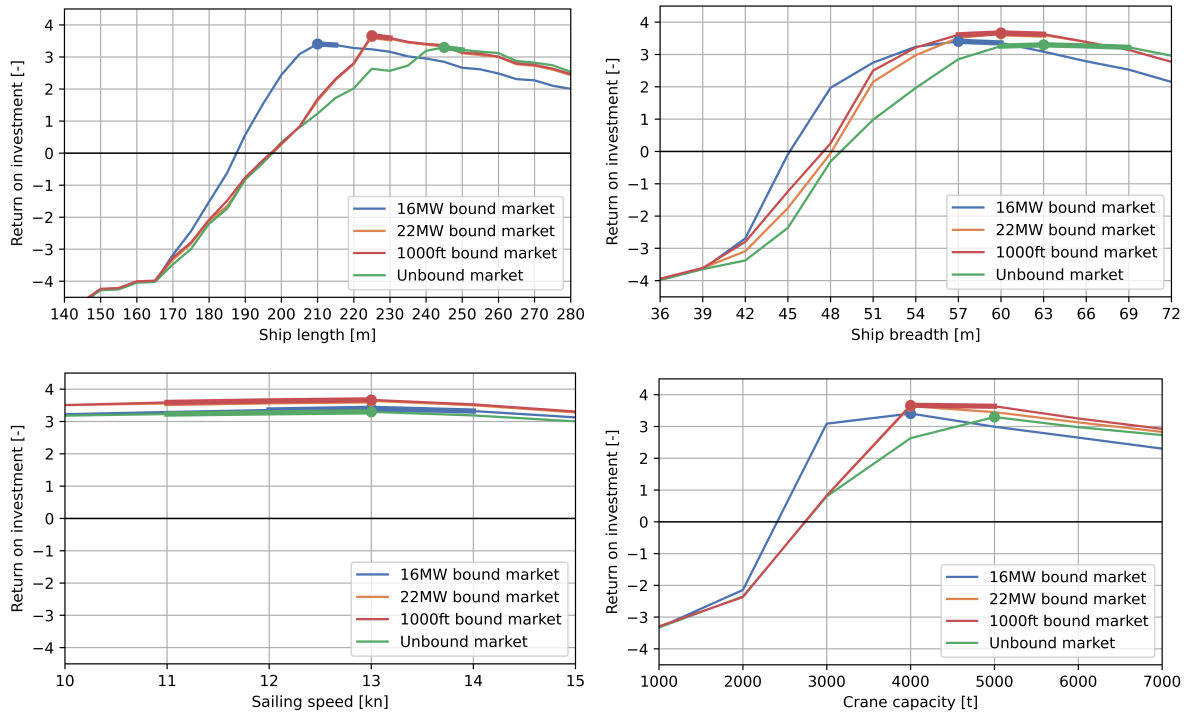 4
3
2
1
0
−1
−2
−3
−4
Return on investment [-]
16MW bound market
22MW bound market
1000ft bound market
Unbound market
140 150 160 170 180 190 200 210 220 230 240 250 260 270 280
Ship length [m]
4
3
2
1
0
−1
−2
−3
−4
Return on investment [-]
16MW bound market
22MW bound market
1000ft bound market
Unbound market
36 39 42 45 48 51 54 57 60 63 66 69 72
Ship breadth [m]
4
3
2
1
0
−1
−2
−3
−4
Return on investment [-]
16MW bound market
22MW bound market
1000ft bound market
Unbound market
10 11 12 13 14 15
Sailing speed [kn]
4
3
2
1
0
−1
−2
−3
−4
Return on investment [-]
16MW bound market
22MW bound market
1000ft bound market
Unbound market
1000 2000 3000 4000 5000 6000 7000
Crane capacity [t]